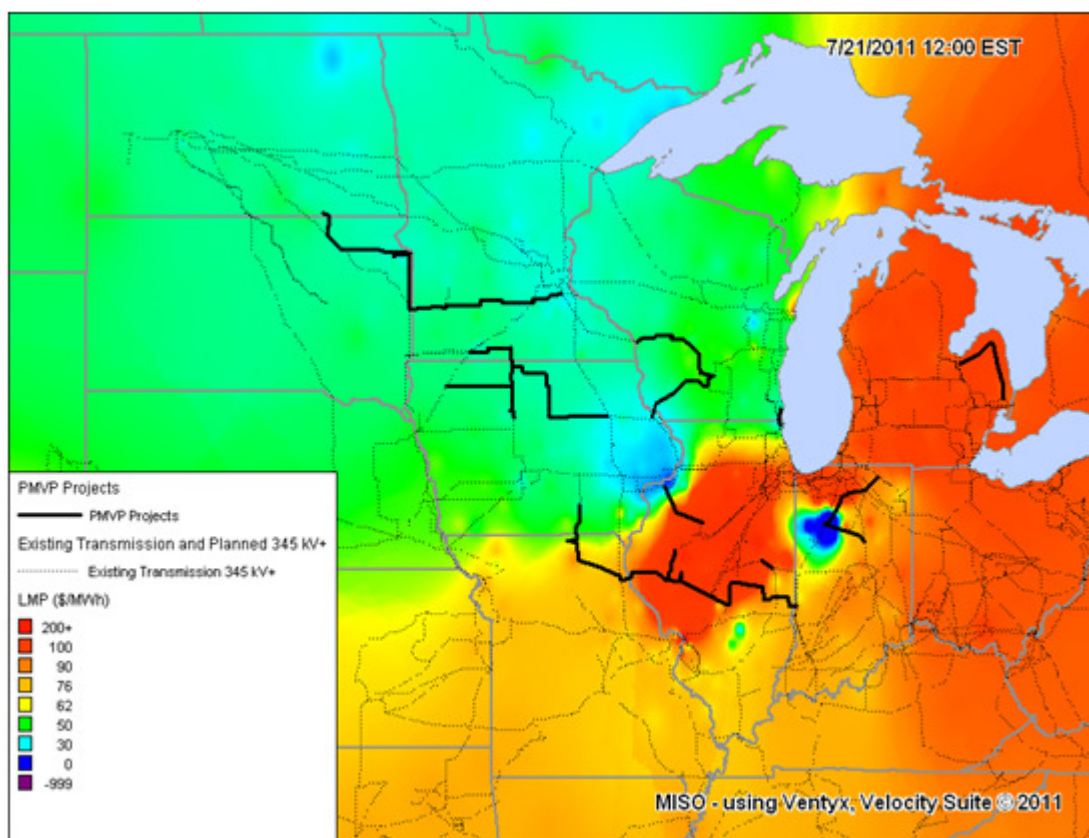 7/21/2011 12:00 EST
PMVP Projects
PMVP Projects
Existing Transmission and Planned 345 kV+
Existing Transmission 345 kV+
LMP ($/MWh)
200+
100
90
76
62
50
30
0
-999
MISO - using Ventyx, Velocity Suite © 2011